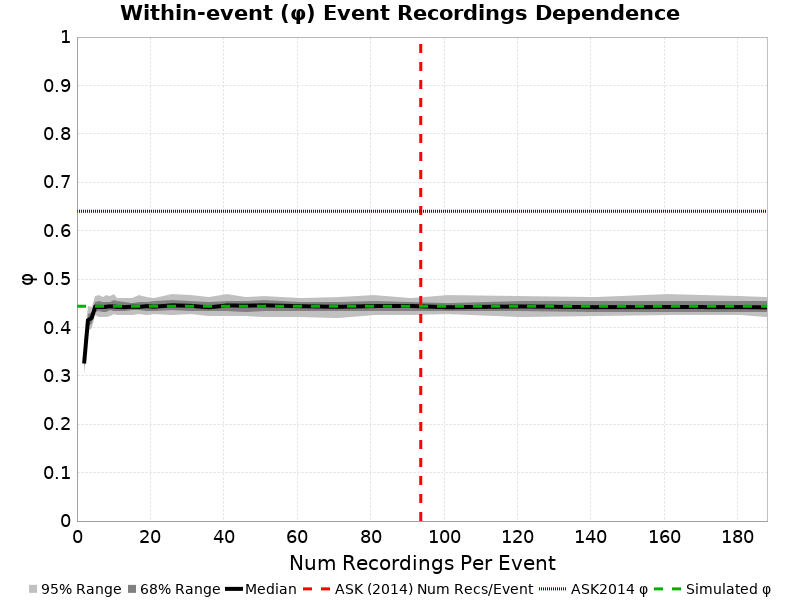 Within-event (φ) Event Recordings Dependence
1
0.9
0.8
0.7
0.6
0.5
0.4
0.3
0.2
0.1
0
φ
0 20 40 60 80 100 120 140 160 180
Num Recordings Per Event
95% Range 68% Range Median ASK (2014) Num Recs/Event ASK2014 φ Simulated φ